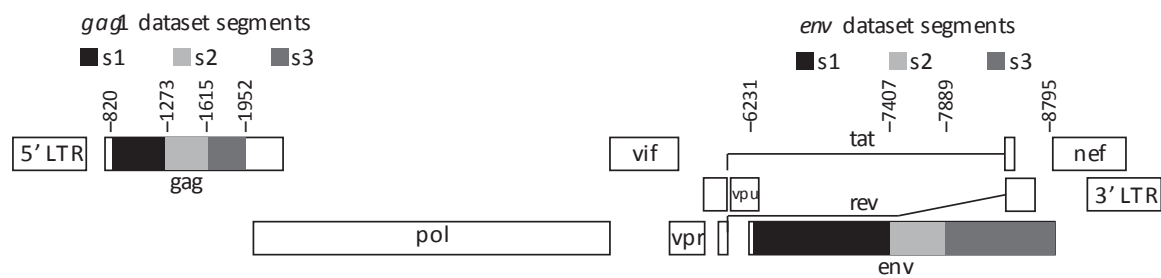 gag1 dataset segments
s1 s2 s3
820 1273 1615 1952
env dataset segments
s1 s2 s3
6231 7407 7889 8795
5' LTR
gag
vif
tat
nef
vpu
rev
3' LTR
pol
vpr
env